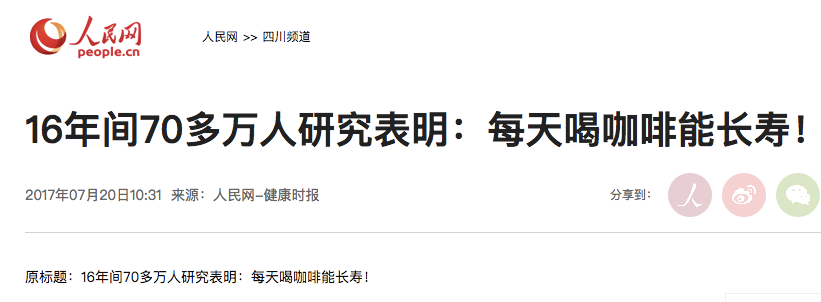 人民网
people.cn
人民网 >> 四川频道
16年间70多万人研究表明：每天喝咖啡能长寿！
2017年07月20日10:31 来源：人民网-健康时报
分享到：
人
原标题：16年间70多万人研究表明：每天喝咖啡能长寿！